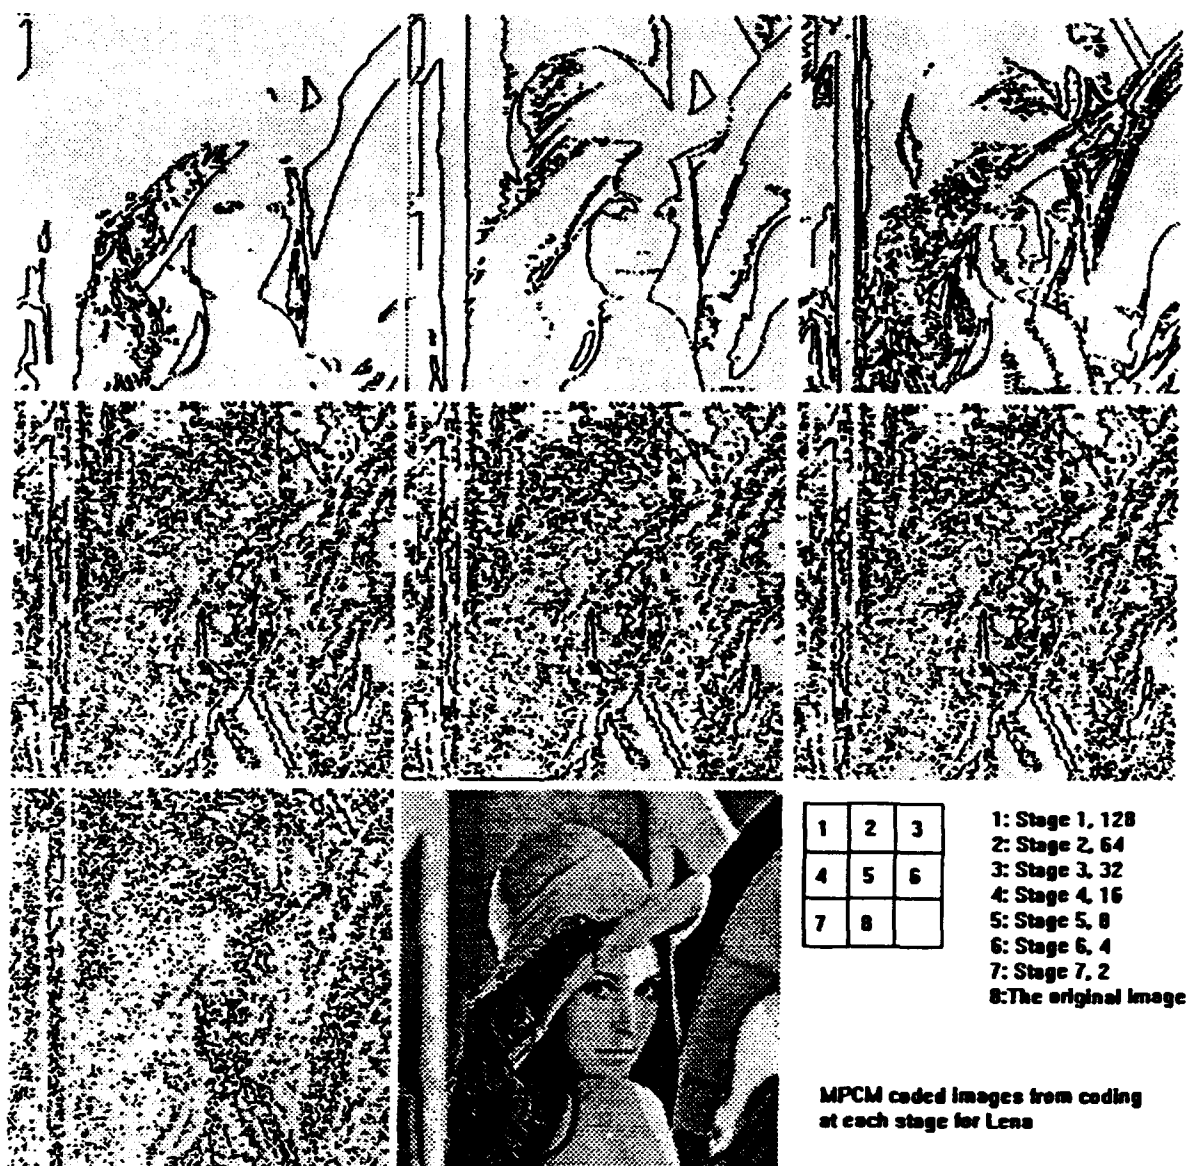 1 2 3
4 5 6
7 8
1: Stage 1, 128
2: Stage 2, 64
3: Stage 3, 32
4: Stage 4, 16
5: Stage 5, 8
6: Stage 6, 4
7: Stage 7, 2
8:The original image
MPCM coded images from coding
at each stage for Lena